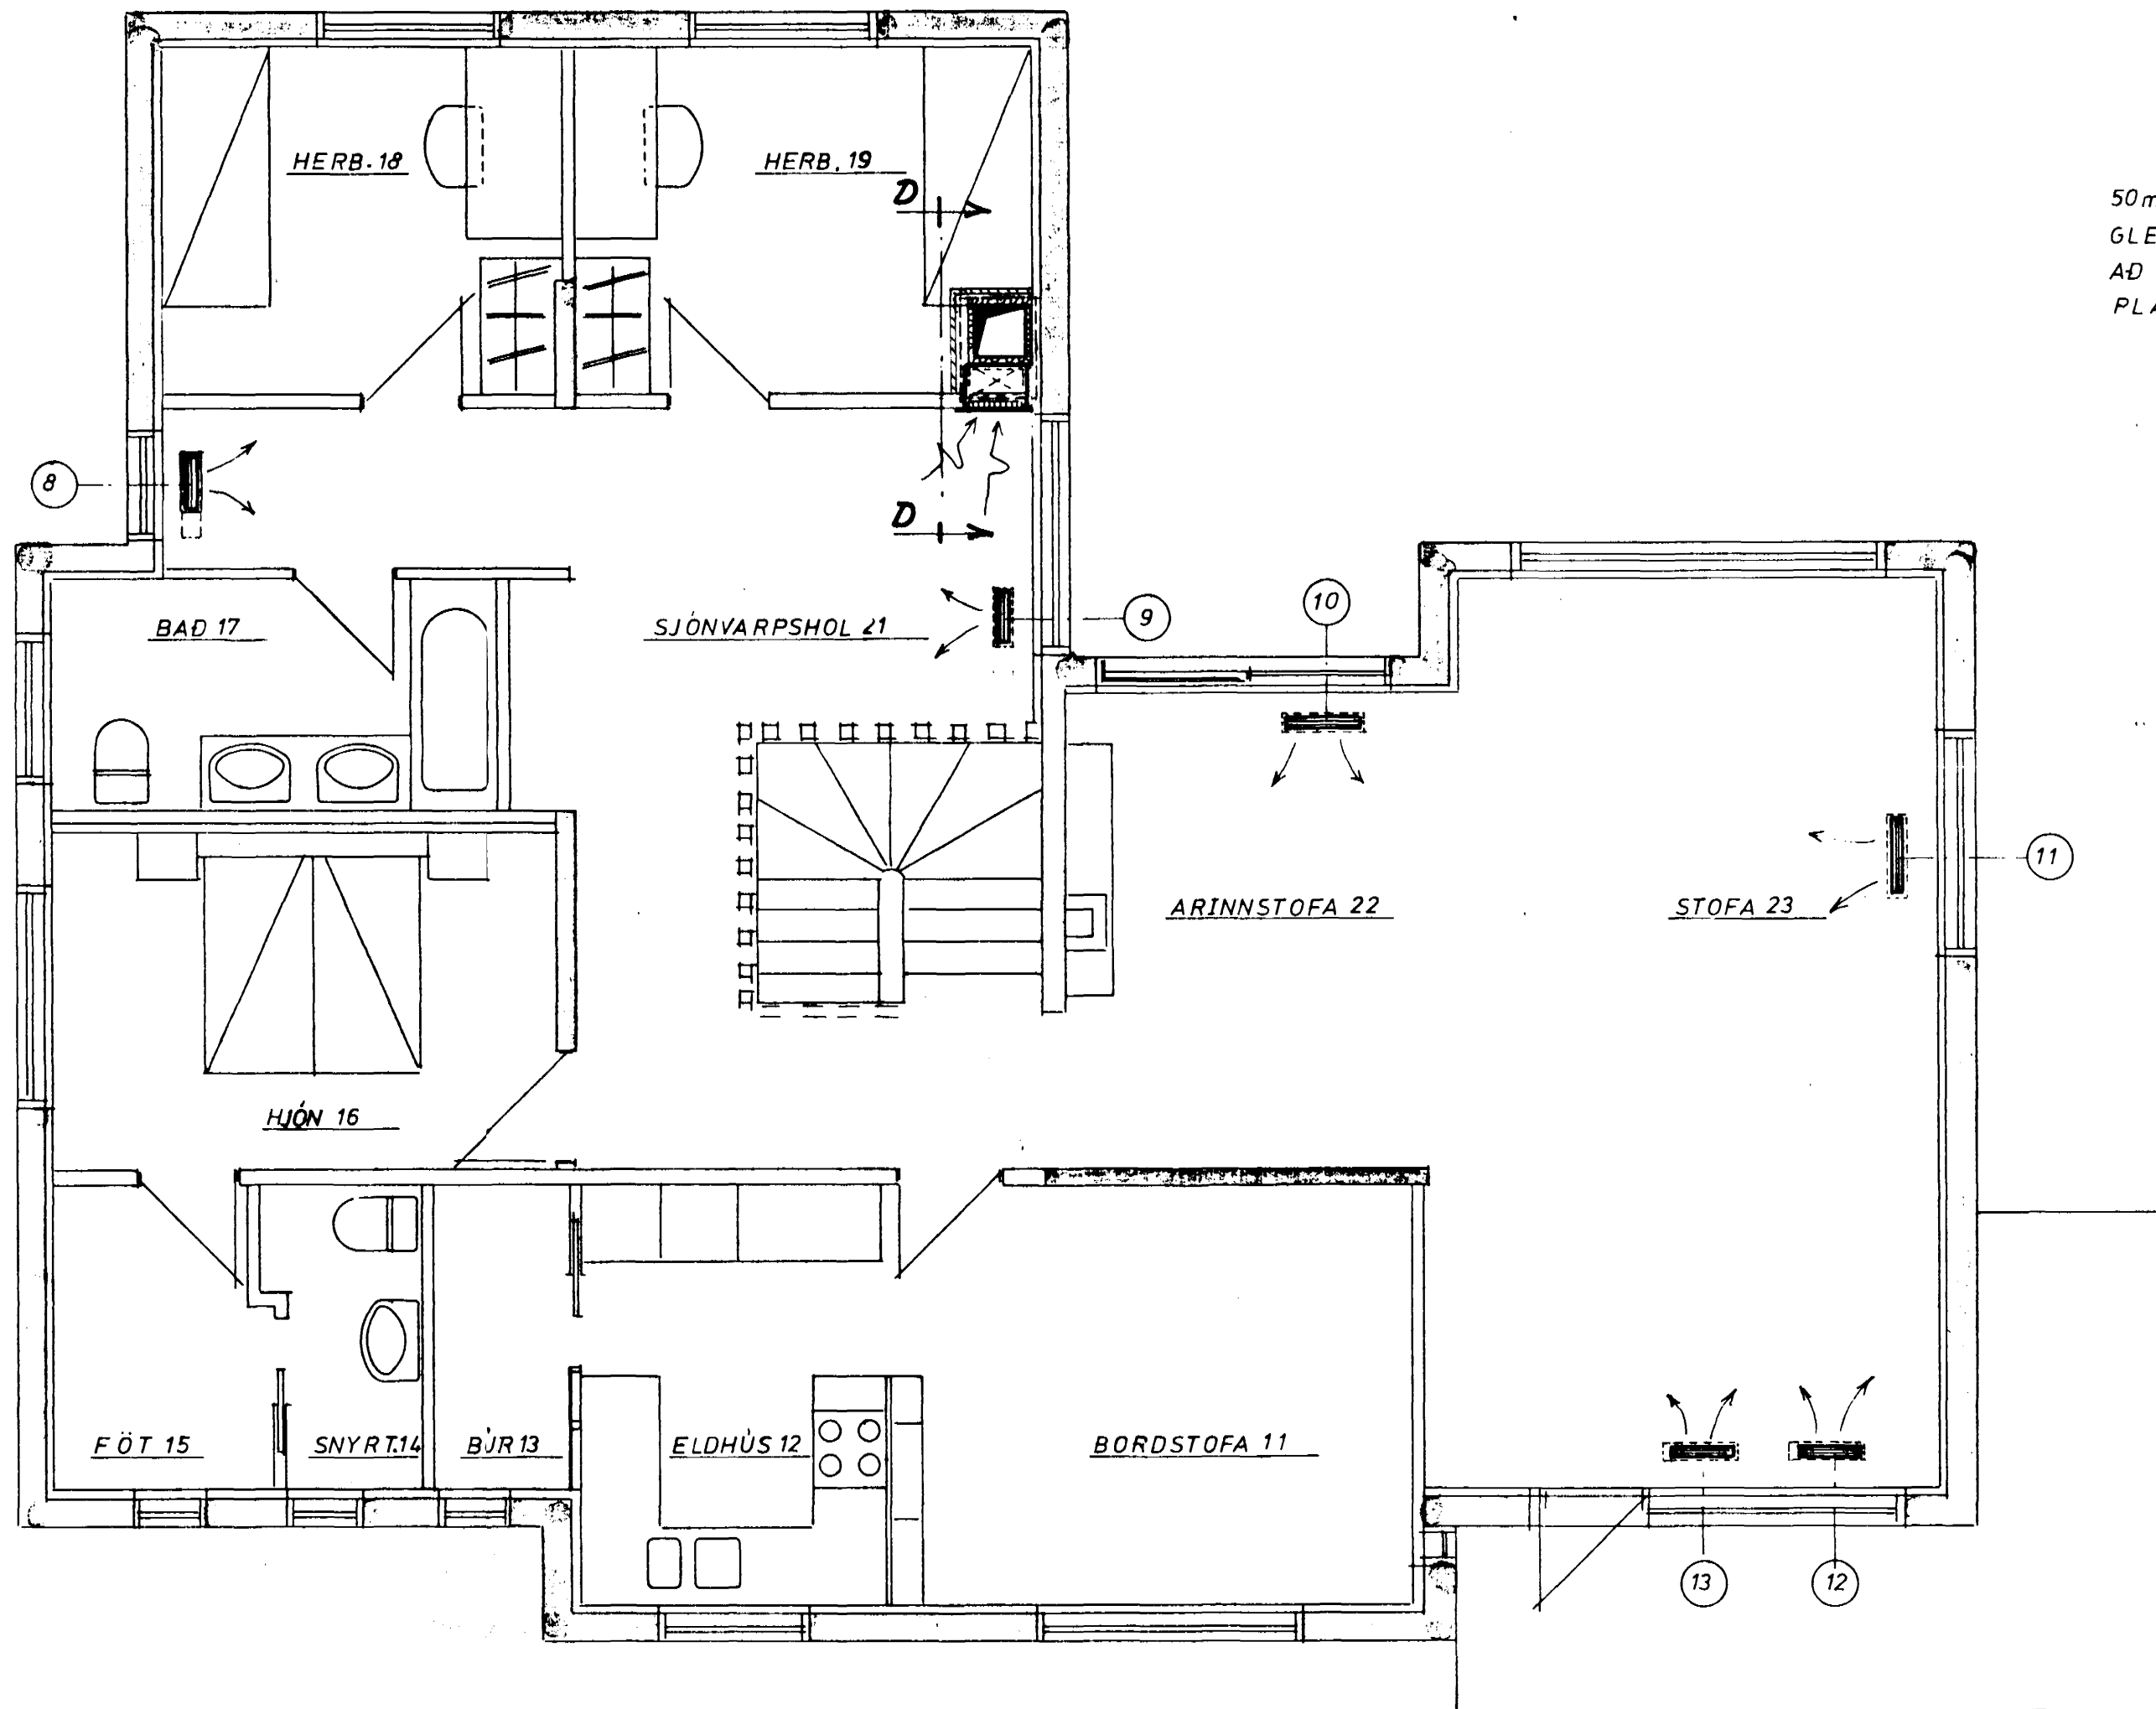 HERB. 18
HERB. 19
D
50 m
GLE
AÐ
PLA
8
D
BAÐ 17
SJÓNVARPSHOL 21
9
10
11
ARINNSTOFA 22
STOFA 23
HJÓN 16
FÖT 15
SNYRT.14
BÚR 13
ELDHÚS 12
BORDSTOFA 11
13
12